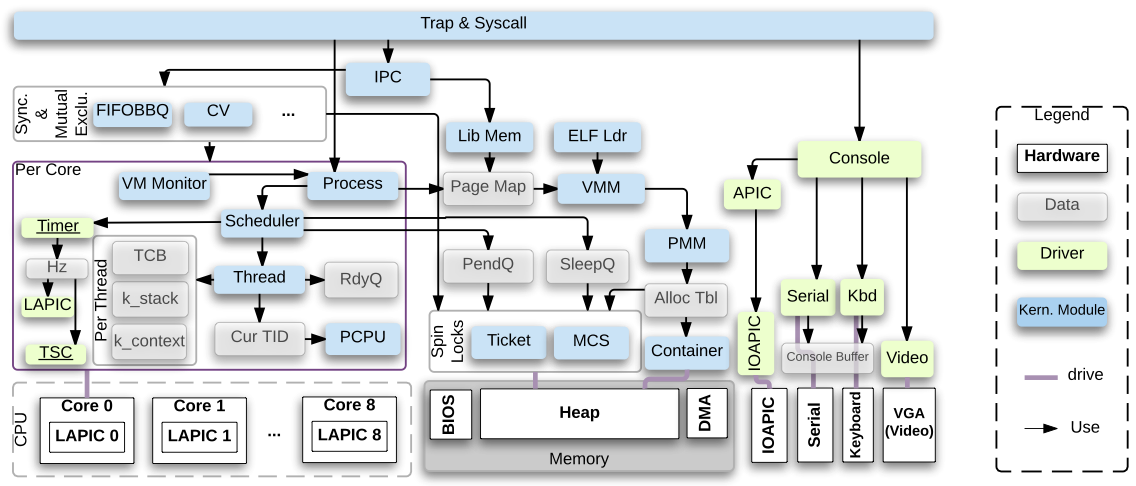 Trap & Syscall
IPC
Sync.
&
Mutual
Exclu.
FIFOBBQ
CV
...
Lib Mem
ELF Ldr
Legend
Hardware
Per Core
VM Monitor
Process
Page Map
VMM
Console
APIC
Data
Timer
Scheduler
PMM
Driver
Hz
LAPIC
TSC
Per Thread
TCB
k_stack
k_context
Thread
RdyQ
Cur TID
PCPU
PendQ
SleepQ
Alloc Tbl
Spin
Locks
Ticket
MCS
Container
IOAPIC
Serial
Kbd
Console Buffer
Video
Kern. Module
drive
Use
CPU
Core 0
LAPIC 0
Core 1
LAPIC 1
...
Core 8
LAPIC 8
BIOS
Heap
DMA
Memory
IOAPIC
Serial
Keyboard
VGA
(Video)